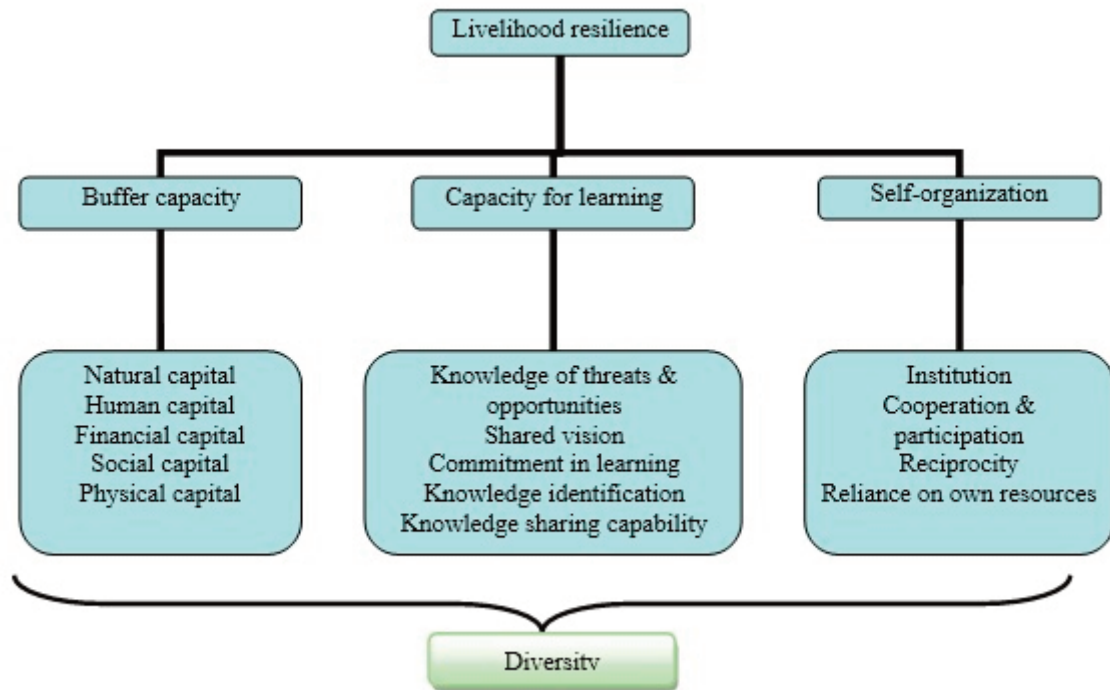 Livelihood resilience
Buffer capacity
Capacity for learning
Self-organization
Natural capital
Human capital
Financial capital
Social capital
Physical capital
Knowledge of threats &
opportunities
Shared vision
Commitment in learning
Knowledge identification
Knowledge sharing capability
Institution
Cooperation &
participation
Reciprocity
Reliance on own resources
Diversity